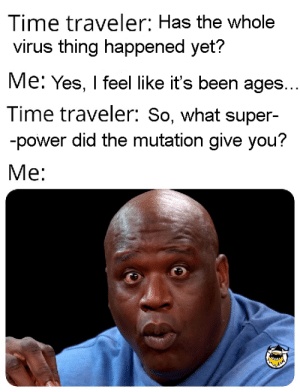 Time traveler: Has the whole
virus thing happened yet?
Me: Yes, I feel like it's been ages...
Time traveler: So, what super-
-power did the mutation give you?
Me: